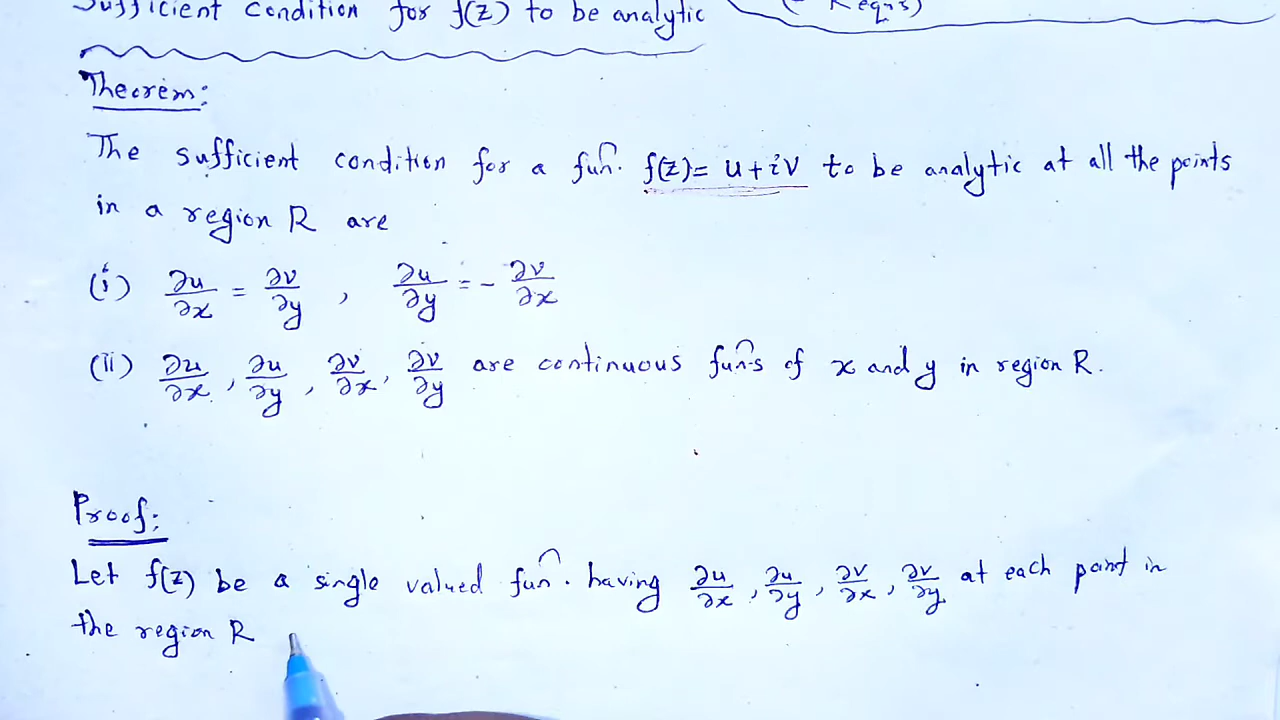 Sufficient Condition for f(z) to be analytic
Reqns)
Theorem:
The sufficient condition for a fun. f(z)= u+iv to be analytic at all the points
in a region R are
(i) ∂u/∂x = ∂v/∂y , ∂u/∂y = - ∂v/∂x
(ii) ∂u/∂x, ∂u/∂y, ∂v/∂x, ∂v/∂y are continuous funs of x and y in region R.
Proof:
Let f(z) be a single valued fun. having ∂u/∂x, ∂u/∂y, ∂v/∂x, ∂v/∂y at each point in
the region R